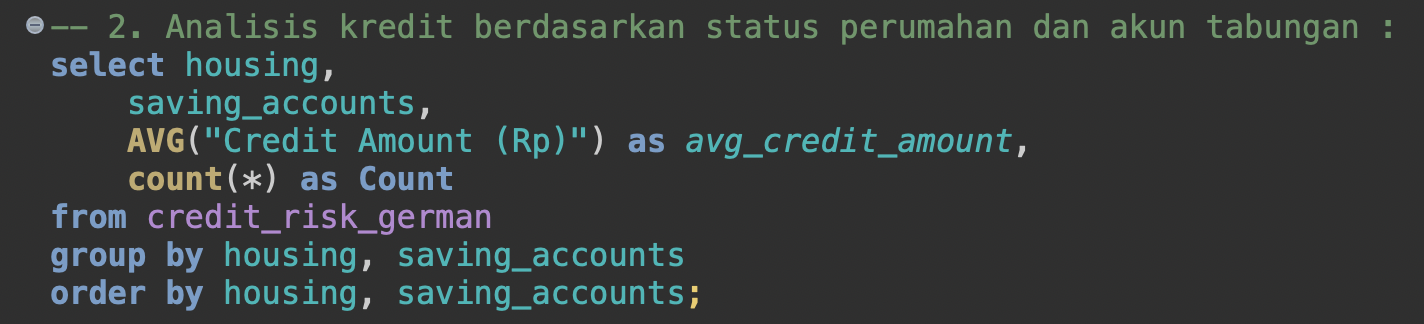 -- 2. Analisis kredit berdasarkan status perumahan dan akun tabungan :
select housing,
    saving_accounts,
    AVG("Credit Amount (Rp)") as avg_credit_amount,
    count(*) as Count
from credit_risk_german
group by housing, saving_accounts
order by housing, saving_accounts;